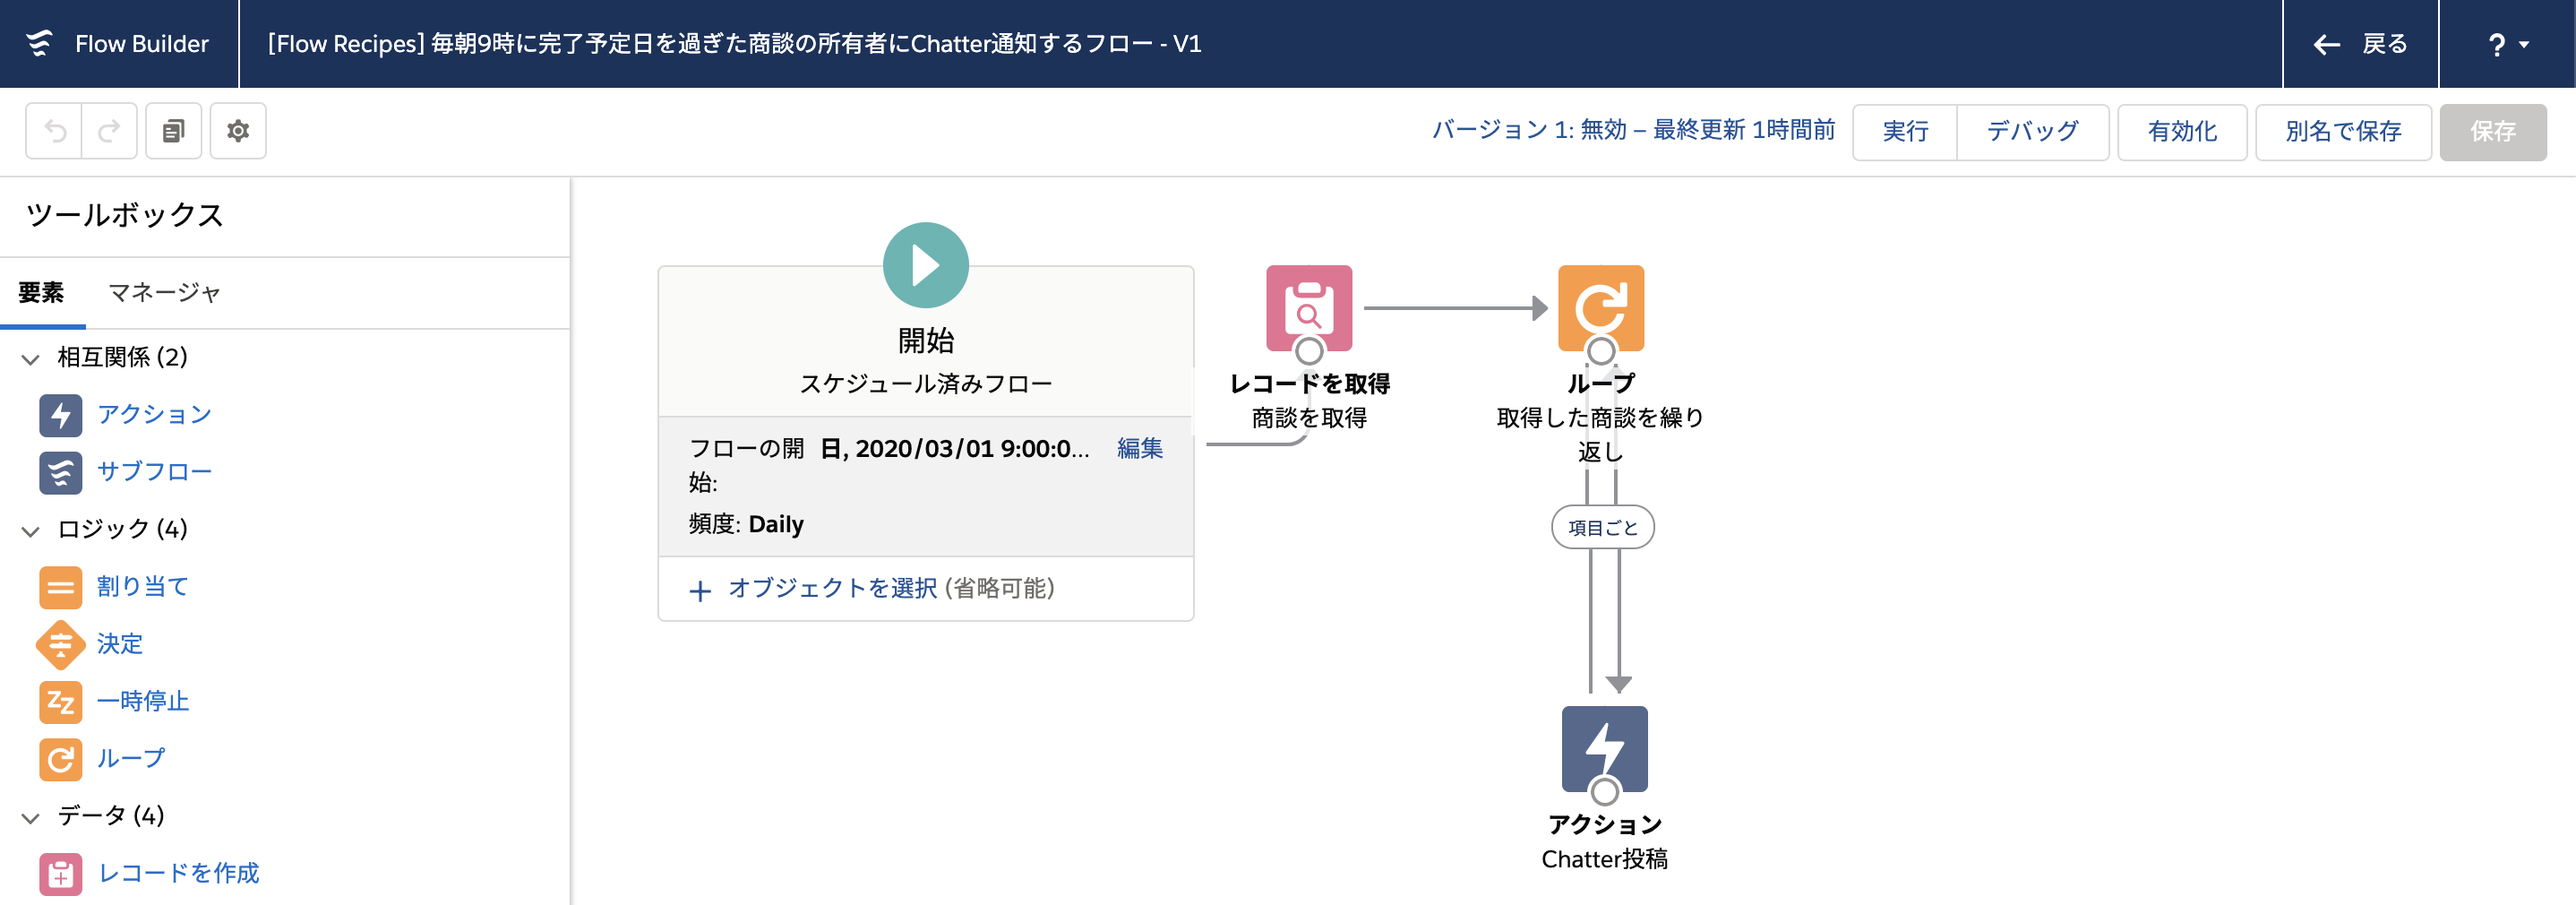 Flow Builder
[Flow Recipes] 毎朝9時に完了予定日を過ぎた商談の所有者にChatter通知するフロー - V1
戻る
?
バージョン 1: 無効 – 最終更新 1時間前
実行
デバッグ
有効化
別名で保存
保存
ツールボックス
要素
マネージャ
相互関係 (2)
アクション
サブフロー
ロジック (4)
割り当て
決定
一時停止
ループ
データ (4)
レコードを作成
開始
スケジュール済みフロー
フローの開始: 日, 2020/03/01 9:00:0...
編集
頻度: Daily
オブジェクトを選択 (省略可能)
レコードを取得
商談を取得
ループ
取得した商談を繰り
返し
項目ごと
アクション
Chatter投稿